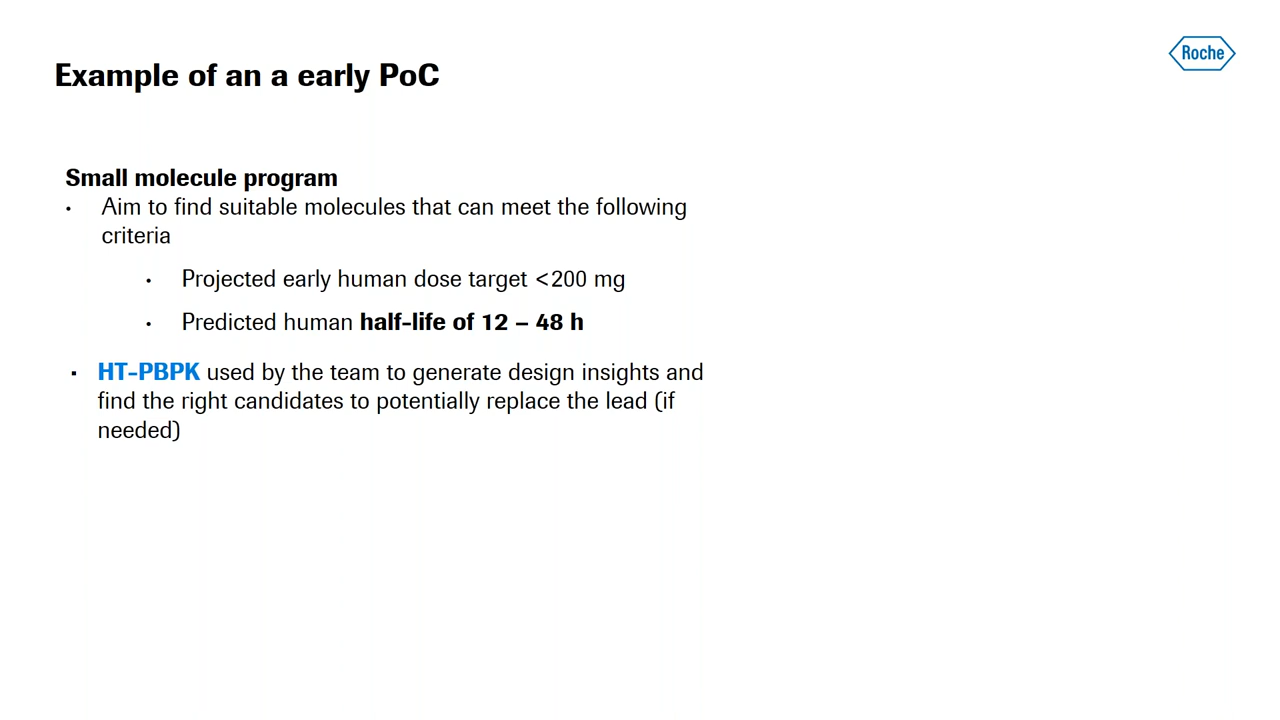 Roche
Example of an a early PoC
Small molecule program
• Aim to find suitable molecules that can meet the following
criteria
• Projected early human dose target <200 mg
• Predicted human half-life of 12 – 48 h
▪ HT-PBPK used by the team to generate design insights and
find the right candidates to potentially replace the lead (if
needed)